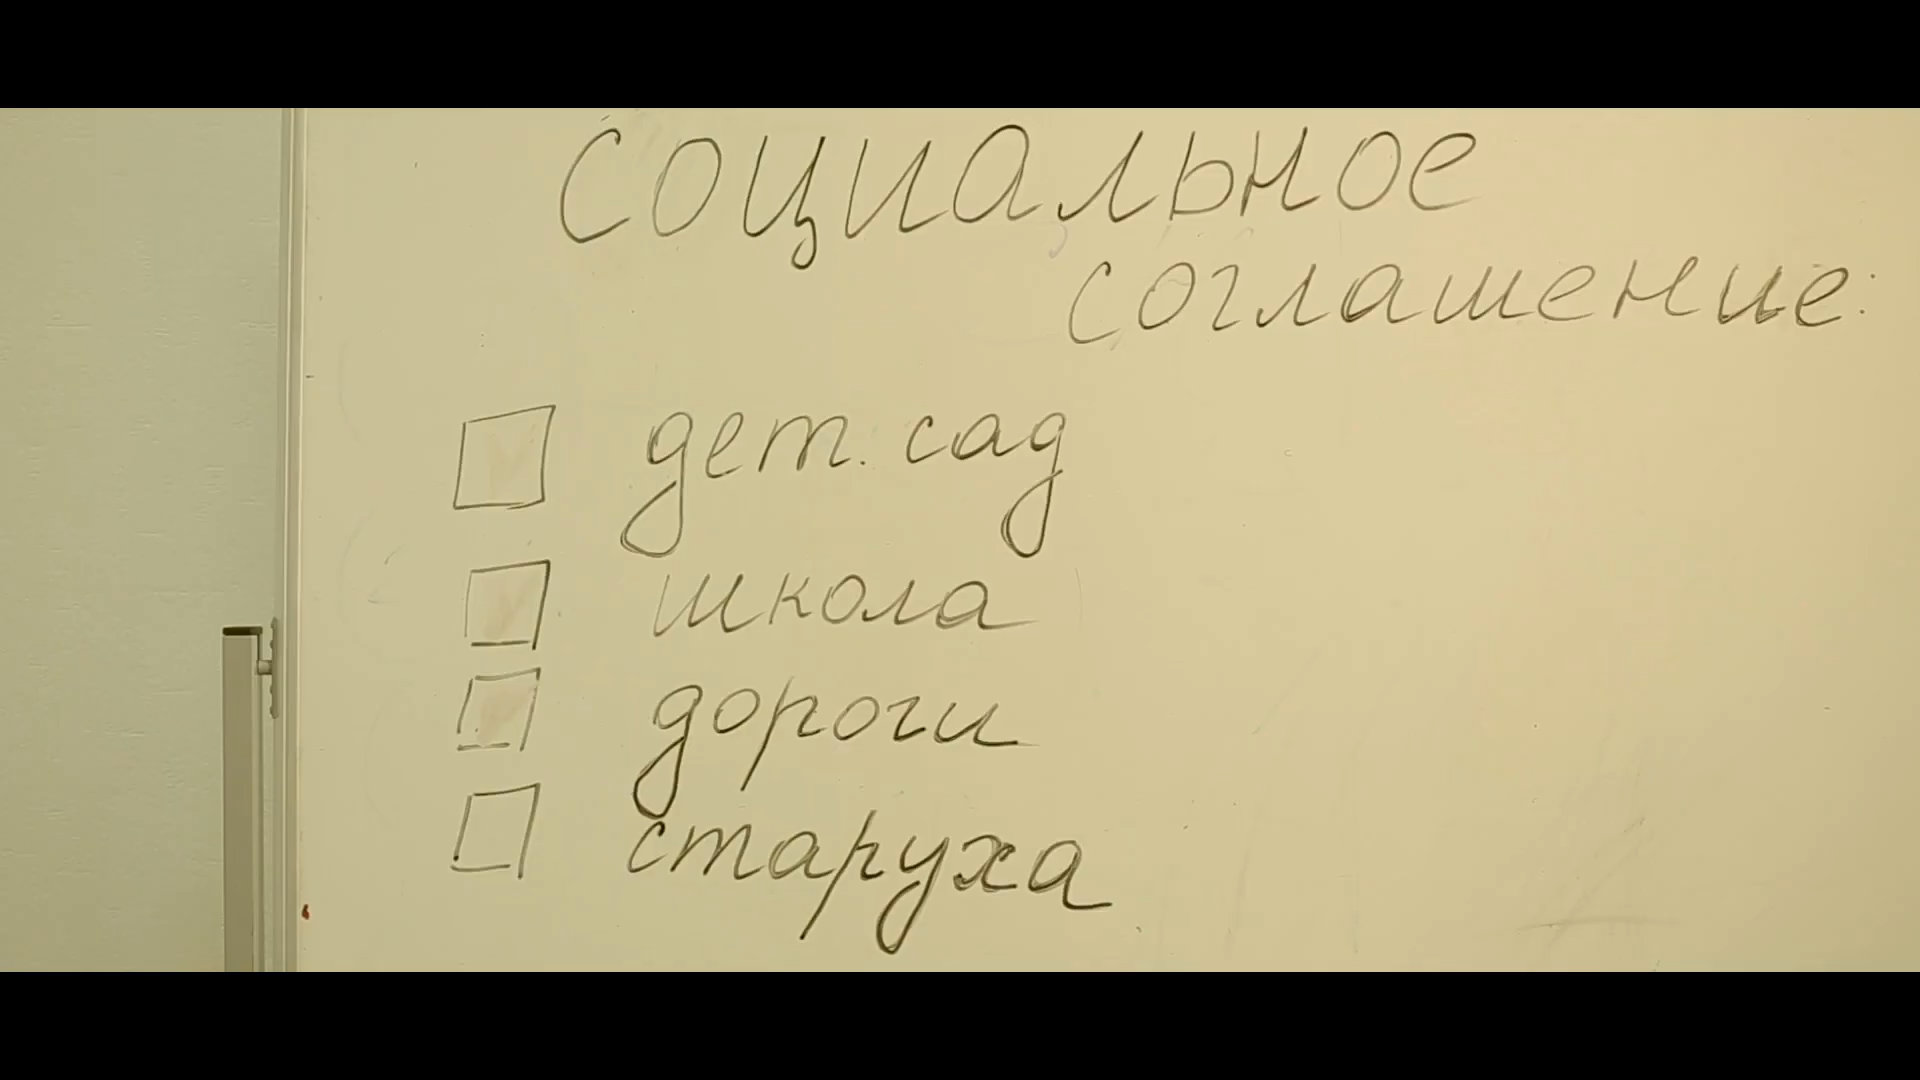 социальное
соглашение:
дет. сад
школа
дороги
старуха